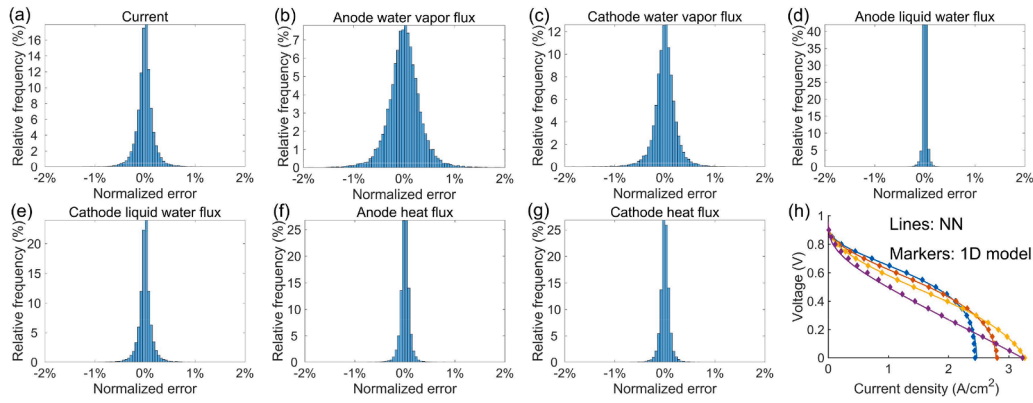 (a)
Current
Relative frequency (%)
16
14
12
10
8
6
4
2
0
-2% -1% 0% 1% 2%
Normalized error
(b)
Anode water vapor flux
Relative frequency (%)
7
6
5
4
3
2
1
0
-2% -1% 0% 1% 2%
Normalized error
(c)
Cathode water vapor flux
Relative frequency (%)
12
10
8
6
4
2
0
-2% -1% 0% 1% 2%
Normalized error
(d)
Anode liquid water flux
Relative frequency (%)
40
35
30
25
20
15
10
5
0
-2% -1% 0% 1% 2%
Normalized error
(e)
Cathode liquid water flux
Relative frequency (%)
20
15
10
5
0
-2% -1% 0% 1% 2%
Normalized error
(f)
Anode heat flux
Relative frequency (%)
25
20
15
10
5
0
-2% -1% 0% 1% 2%
Normalized error
(g)
Cathode heat flux
Relative frequency (%)
25
20
15
10
5
0
-2% -1% 0% 1% 2%
Normalized error
(h)
Lines: NN
Markers: 1D model
Voltage (V)
1
0.8
0.6
0.4
0.2
0
0 1 2 3
Current density (A/cm²)